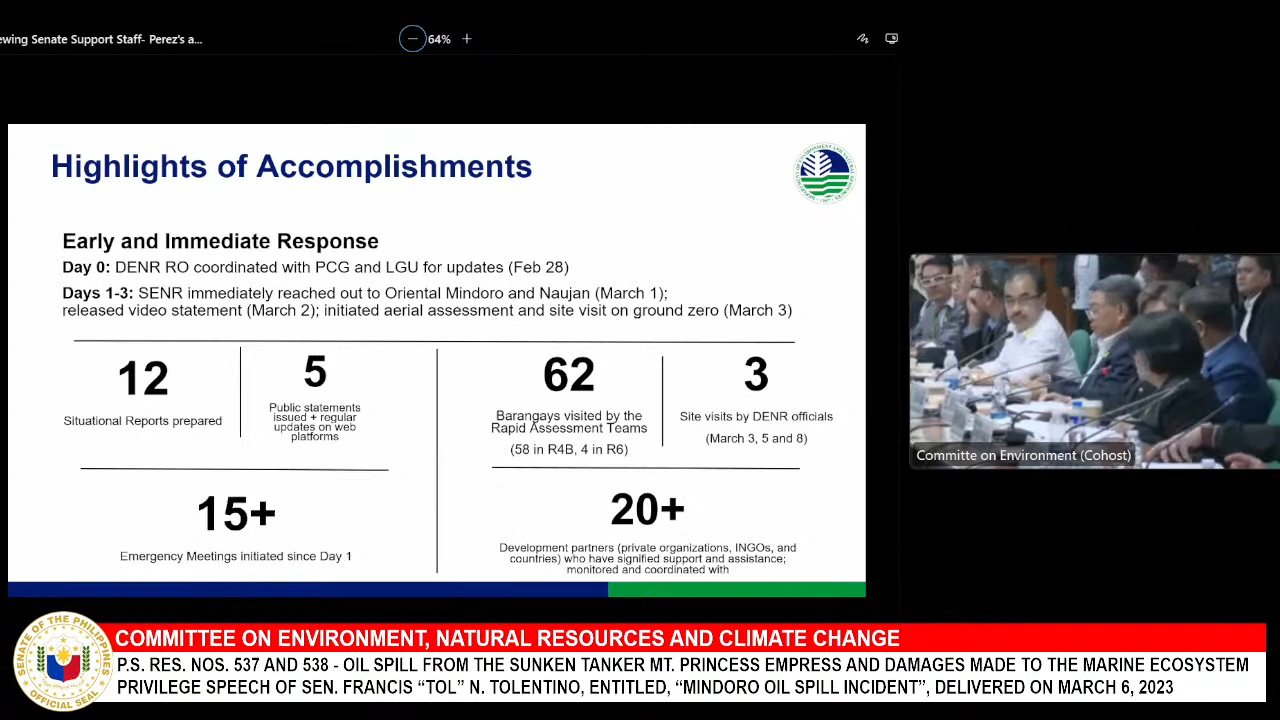 ewing Senate Support Staff- Perez's a...
64%
Highlights of Accomplishments
Early and Immediate Response
Day 0: DENR RO coordinated with PCG and LGU for updates (Feb 28)
Days 1-3: SENR immediately reached out to Oriental Mindoro and Naujan (March 1);
released video statement (March 2); initiated aerial assessment and site visit on ground zero (March 3)
12
Situational Reports prepared
5
Public statements
issued + regular
updates on web
platforms
62
Barangays visited by the
Rapid Assessment Teams
(58 in R4B, 4 in R6)
3
Site visits by DENR officials
(March 3, 5 and 8)
15+
Emergency Meetings initiated since Day 1
20+
Development partners (private organizations, INGOs, and
countries) who have signified support and assistance;
monitored and coordinated with
Committe on Environment (Cohost)
SENATE OF THE PHILIPPINES
OFFICIAL SEAL
COMMITTEE ON ENVIRONMENT, NATURAL RESOURCES AND CLIMATE CHANGE
P.S. RES. NOS. 537 AND 538 - OIL SPILL FROM THE SUNKEN TANKER MT. PRINCESS EMPRESS AND DAMAGES MADE TO THE MARINE ECOSYSTEM
PRIVILEGE SPEECH OF SEN. FRANCIS “TOL” N. TOLENTINO, ENTITLED, “MINDORO OIL SPILL INCIDENT”, DELIVERED ON MARCH 6, 2023